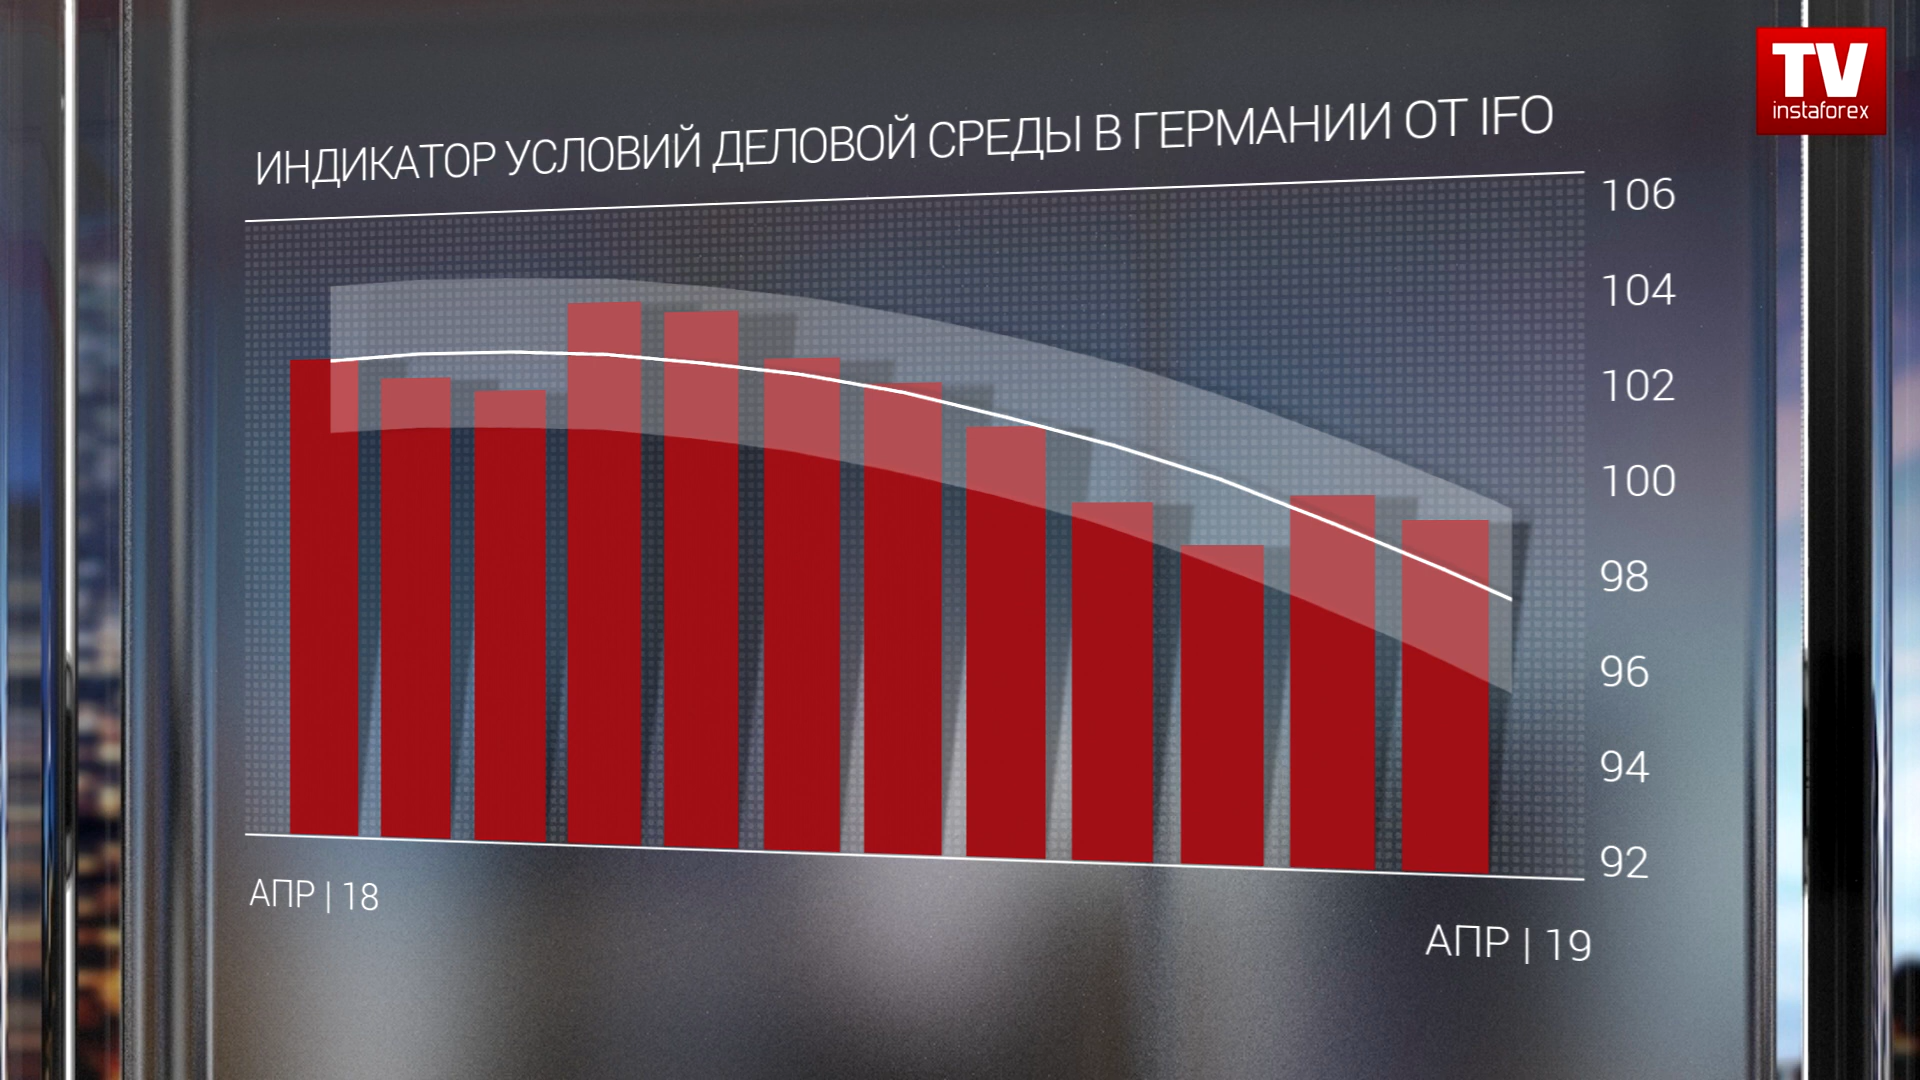 TV
instaforex
ИНДИКАТОР УСЛОВИЙ ДЕЛОВОЙ СРЕДЫ В ГЕРМАНИИ ОТ IFO
106
104
102
100
98
96
94
92
АПР | 18
АПР | 19